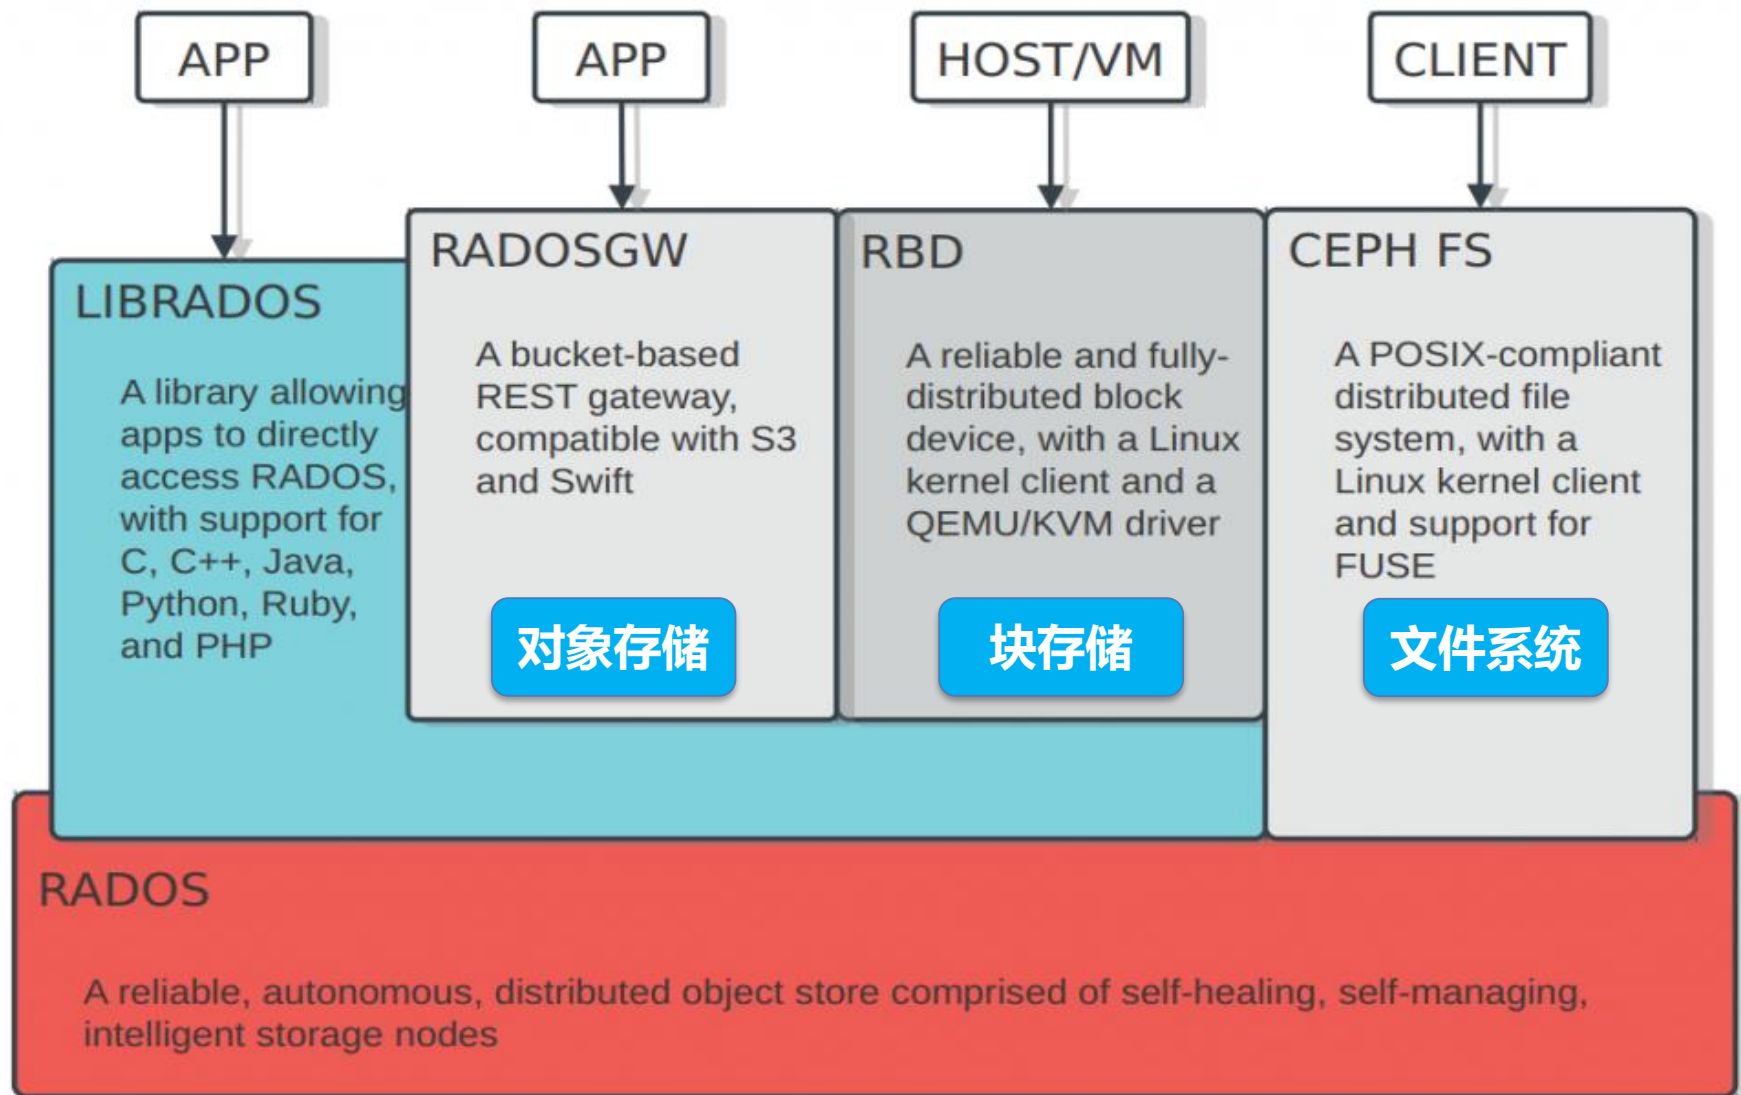 APP
APP
HOST/VM
CLIENT
LIBRADOS
A library allowing
apps to directly
access RADOS,
with support for
C, C++, Java,
Python, Ruby,
and PHP
RADOSGW
A bucket-based
REST gateway,
compatible with S3
and Swift
对象存储
RBD
A reliable and fully-
distributed block
device, with a Linux
kernel client and a
QEMU/KVM driver
块存储
CEPH FS
A POSIX-compliant
distributed file
system, with a
Linux kernel client
and support for
FUSE
文件系统
RADOS
A reliable, autonomous, distributed object store comprised of self-healing, self-managing,
intelligent storage nodes